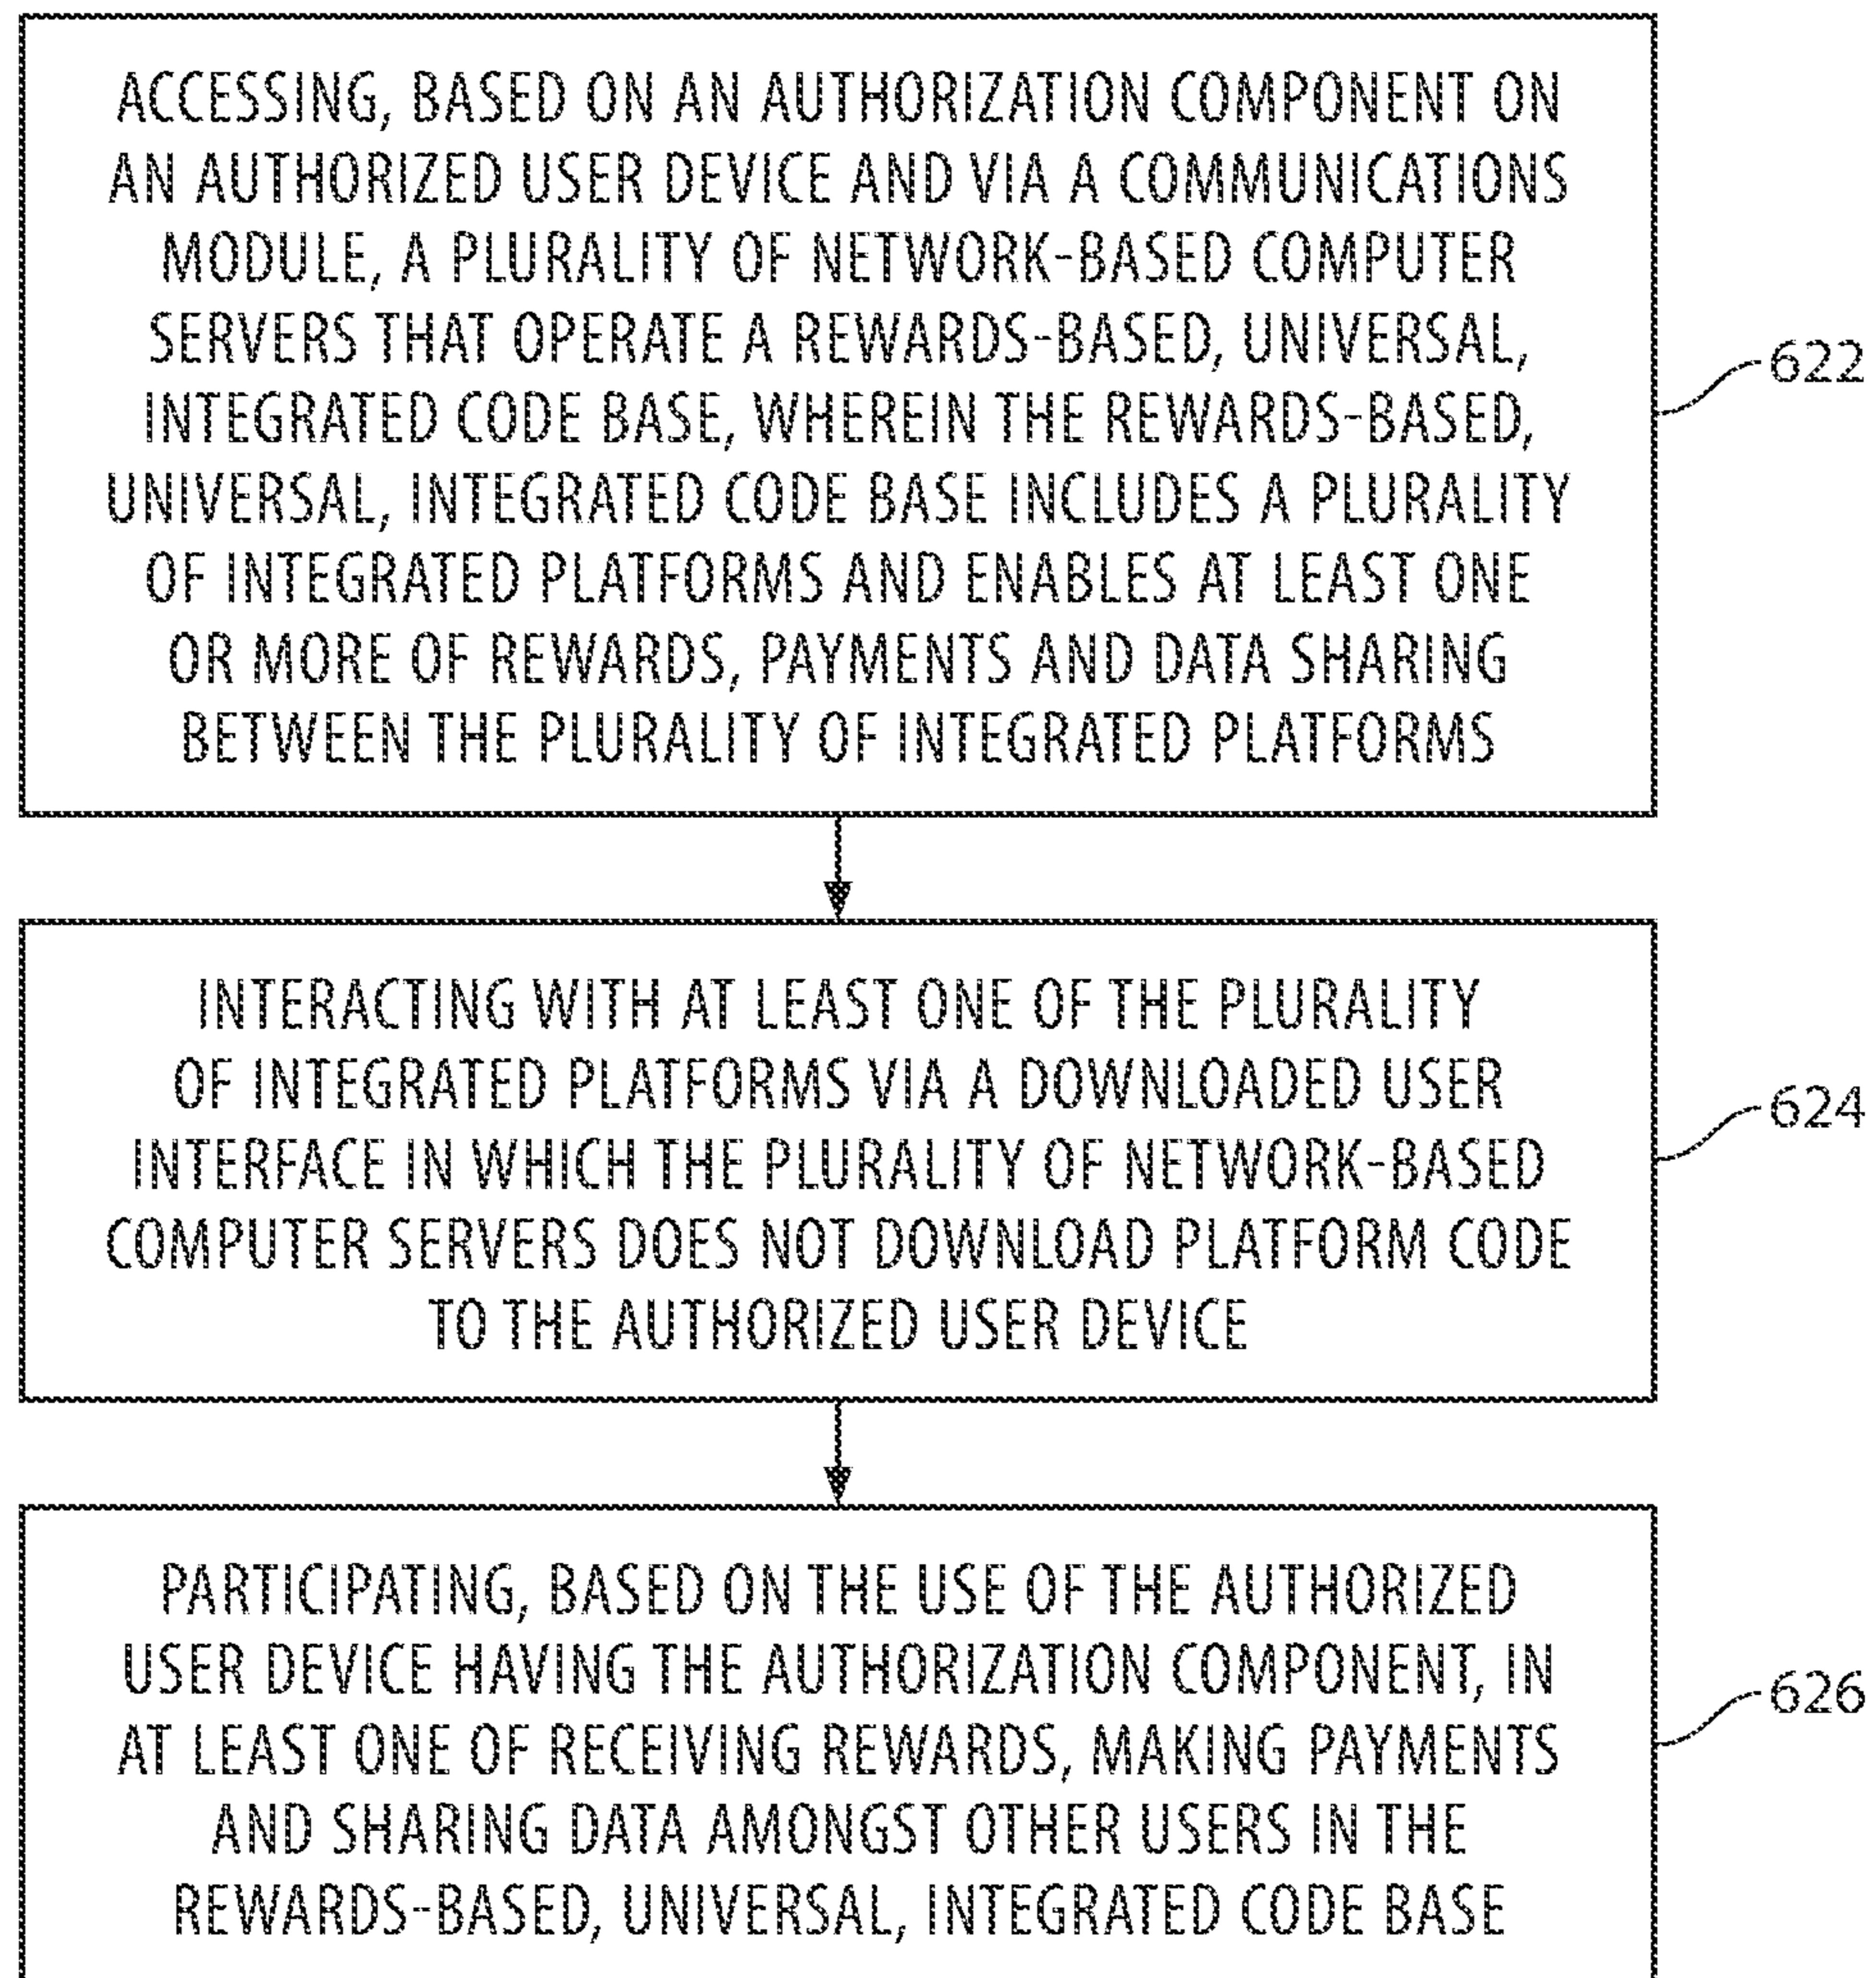 ACCESSING, BASED ON AN AUTHORIZATION COMPONENT ON
AN AUTHORIZED USER DEVICE AND VIA A COMMUNICATIONS
MODULE, A PLURALITY OF NETWORK-BASED COMPUTER
SERVERS THAT OPERATE A REWARDS-BASED, UNIVERSAL,
INTEGRATED CODE BASE, WHEREIN THE REWARDS-BASED,
UNIVERSAL, INTEGRATED CODE BASE INCLUDES A PLURALITY
OF INTEGRATED PLATFORMS AND ENABLES AT LEAST ONE
OR MORE OF REWARDS, PAYMENTS AND DATA SHARING
BETWEEN THE PLURALITY OF INTEGRATED PLATFORMS
622
INTERACTING WITH AT LEAST ONE OF THE PLURALITY
OF INTEGRATED PLATFORMS VIA A DOWNLOADED USER
INTERFACE IN WHICH THE PLURALITY OF NETWORK-BASED
COMPUTER SERVERS DOES NOT DOWNLOAD PLATFORM CODE
TO THE AUTHORIZED USER DEVICE
624
PARTICIPATING, BASED ON THE USE OF THE AUTHORIZED
USER DEVICE HAVING THE AUTHORIZATION COMPONENT, IN
AT LEAST ONE OF RECEIVING REWARDS, MAKING PAYMENTS
AND SHARING DATA AMONGST OTHER USERS IN THE
REWARDS-BASED, UNIVERSAL, INTEGRATED CODE BASE
626